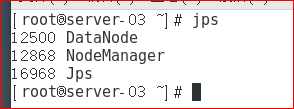 [root@server-03 ~]# jps
12500 DataNode
12868 NodeManager
16968 Jps
[root@server-03 ~]#